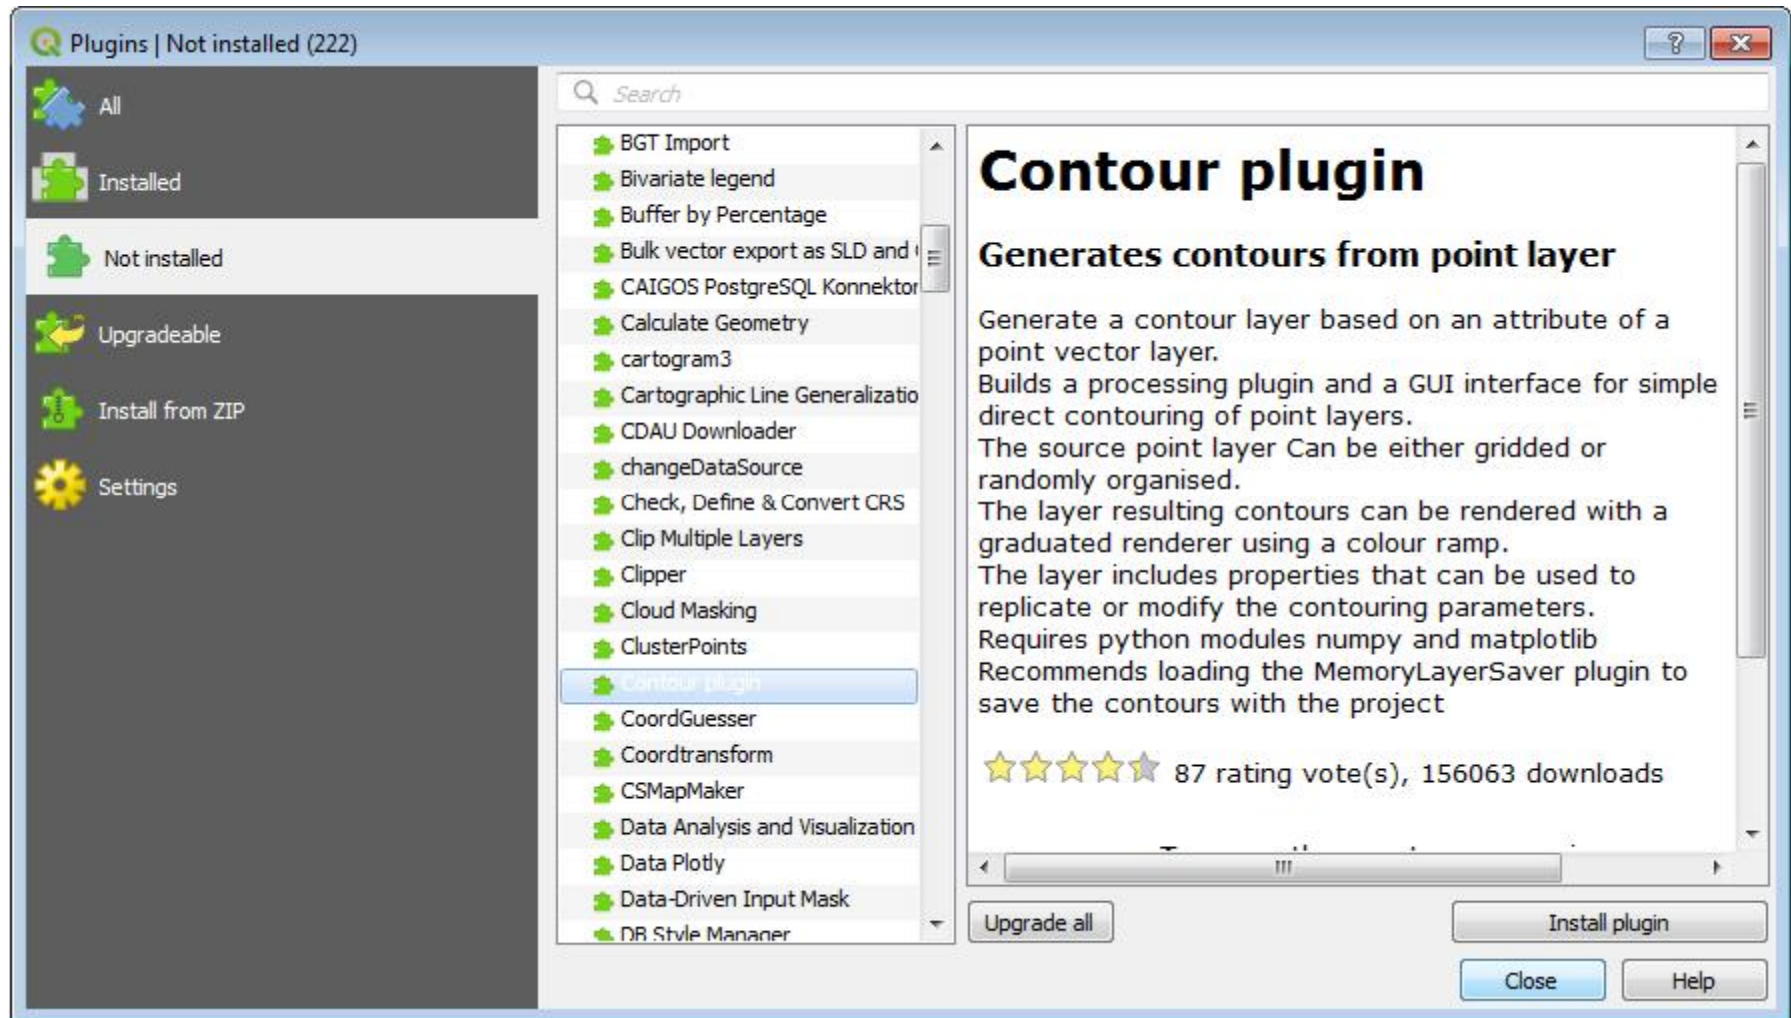 Plugins | Not installed (222)
All
Installed
Not installed
Upgradeable
Install from ZIP
Settings
Search
BGT Import
Bivariate legend
Buffer by Percentage
Bulk vector export as SLD and
CAIGOS PostgreSQL Konnektor
Calculate Geometry
cartogram3
Cartographic Line Generalizatio
CDAU Downloader
changeDataSource
Check, Define & Convert CRS
Clip Multiple Layers
Clipper
Cloud Masking
ClusterPoints
Contour plugin
CoordGuesser
Coordtransform
CSMapMaker
Data Analysis and Visualization
Data Plotly
Data-Driven Input Mask
DB Style Manager
Contour plugin
Generates contours from point layer
Generate a contour layer based on an attribute of a
point vector layer.
Builds a processing plugin and a GUI interface for simple
direct contouring of point layers.
The source point layer Can be either gridded or
randomly organised.
The layer resulting contours can be rendered with a
graduated renderer using a colour ramp.
The layer includes properties that can be used to
replicate or modify the contouring parameters.
Requires python modules numpy and matplotlib
Recommends loading the MemoryLayerSaver plugin to
save the contours with the project
87 rating vote(s), 156063 downloads
Upgrade all
Install plugin
Close
Help